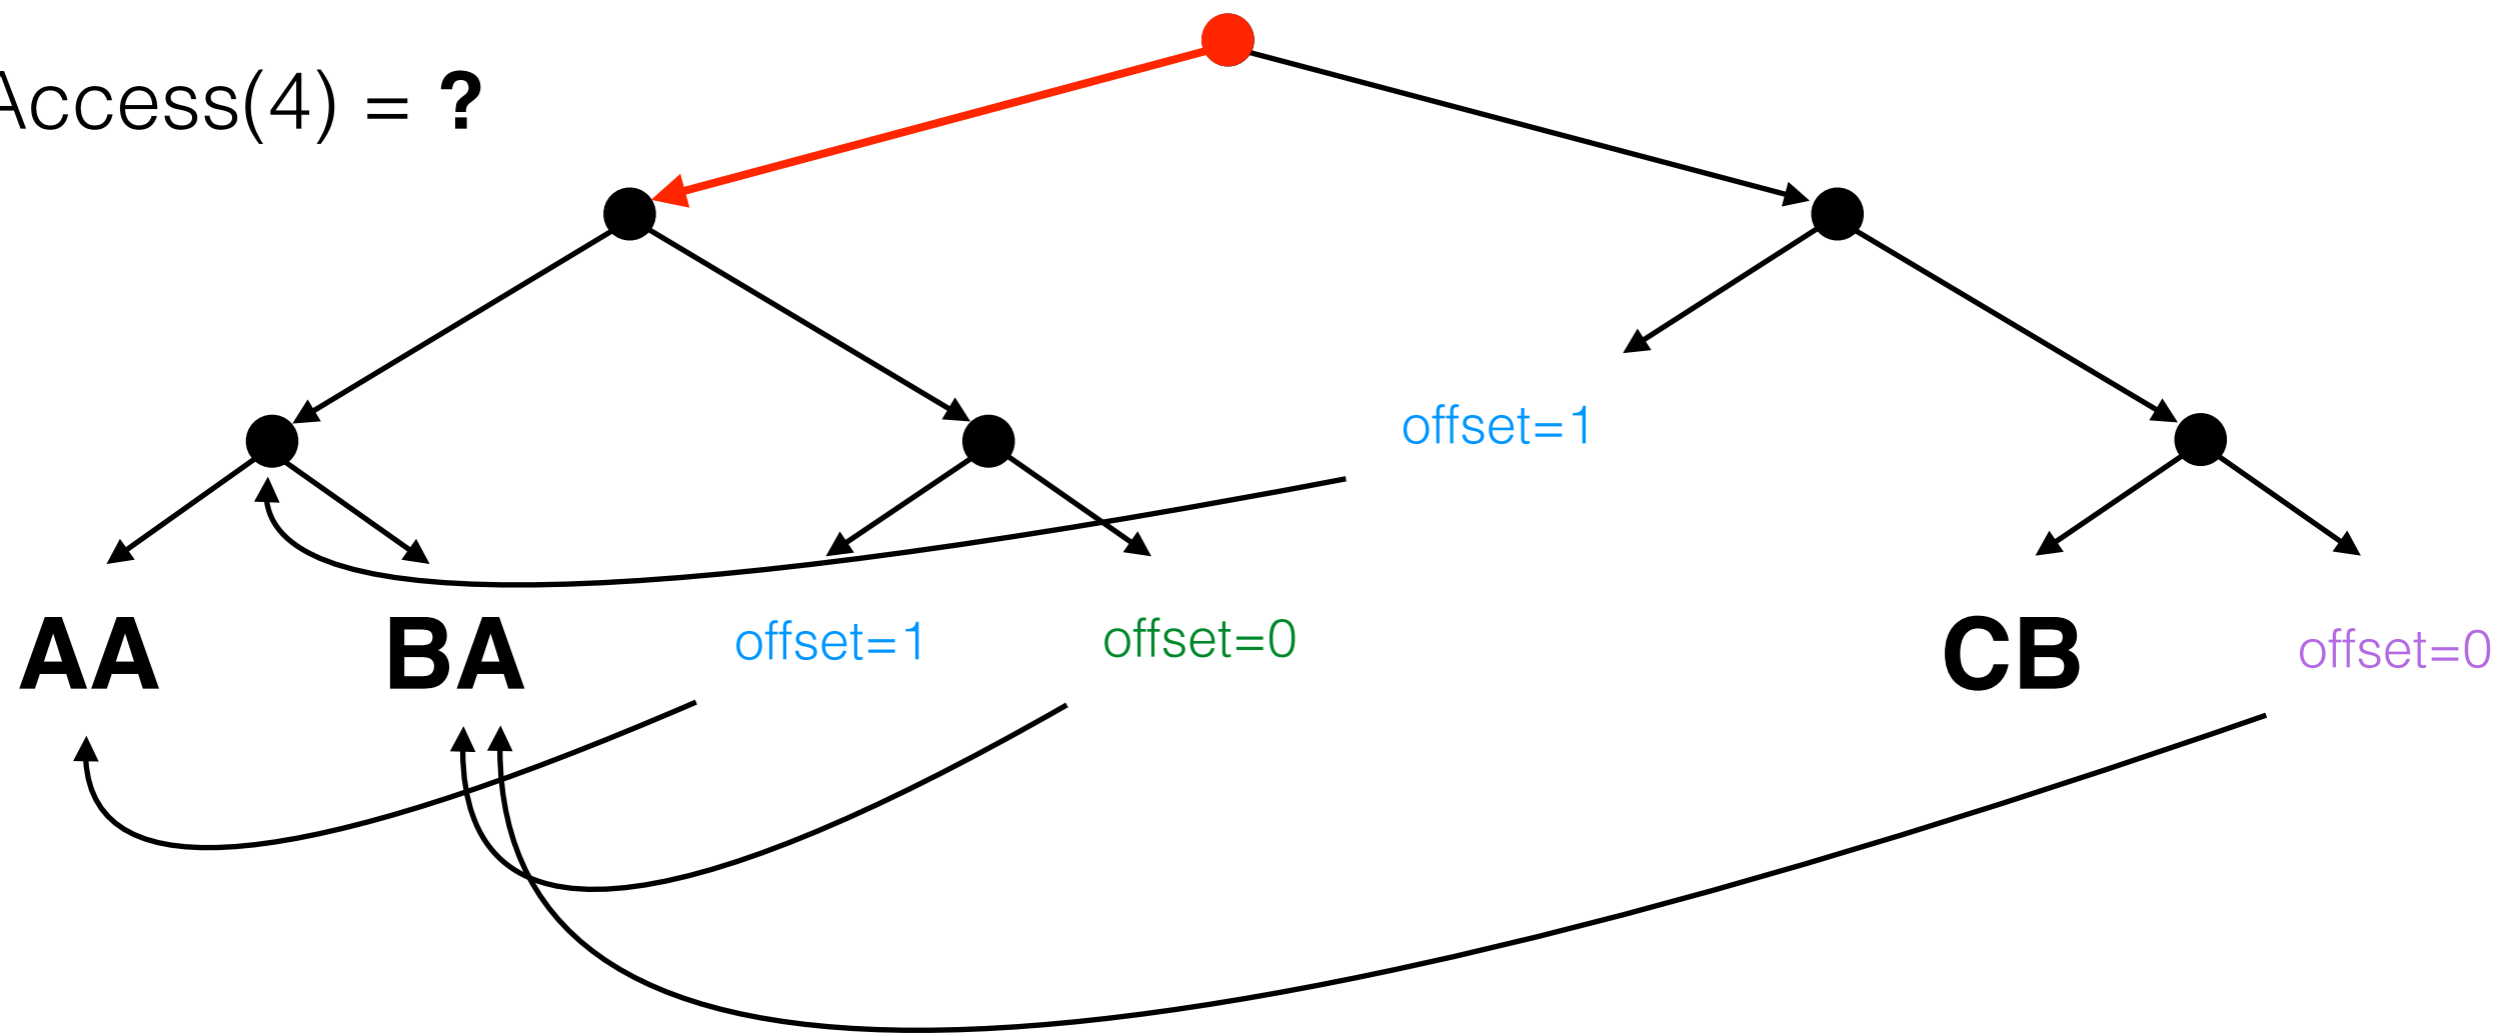 Access(4) = ?
offset=1
AA
BA
offset=1
offset=0
CB
offset=0